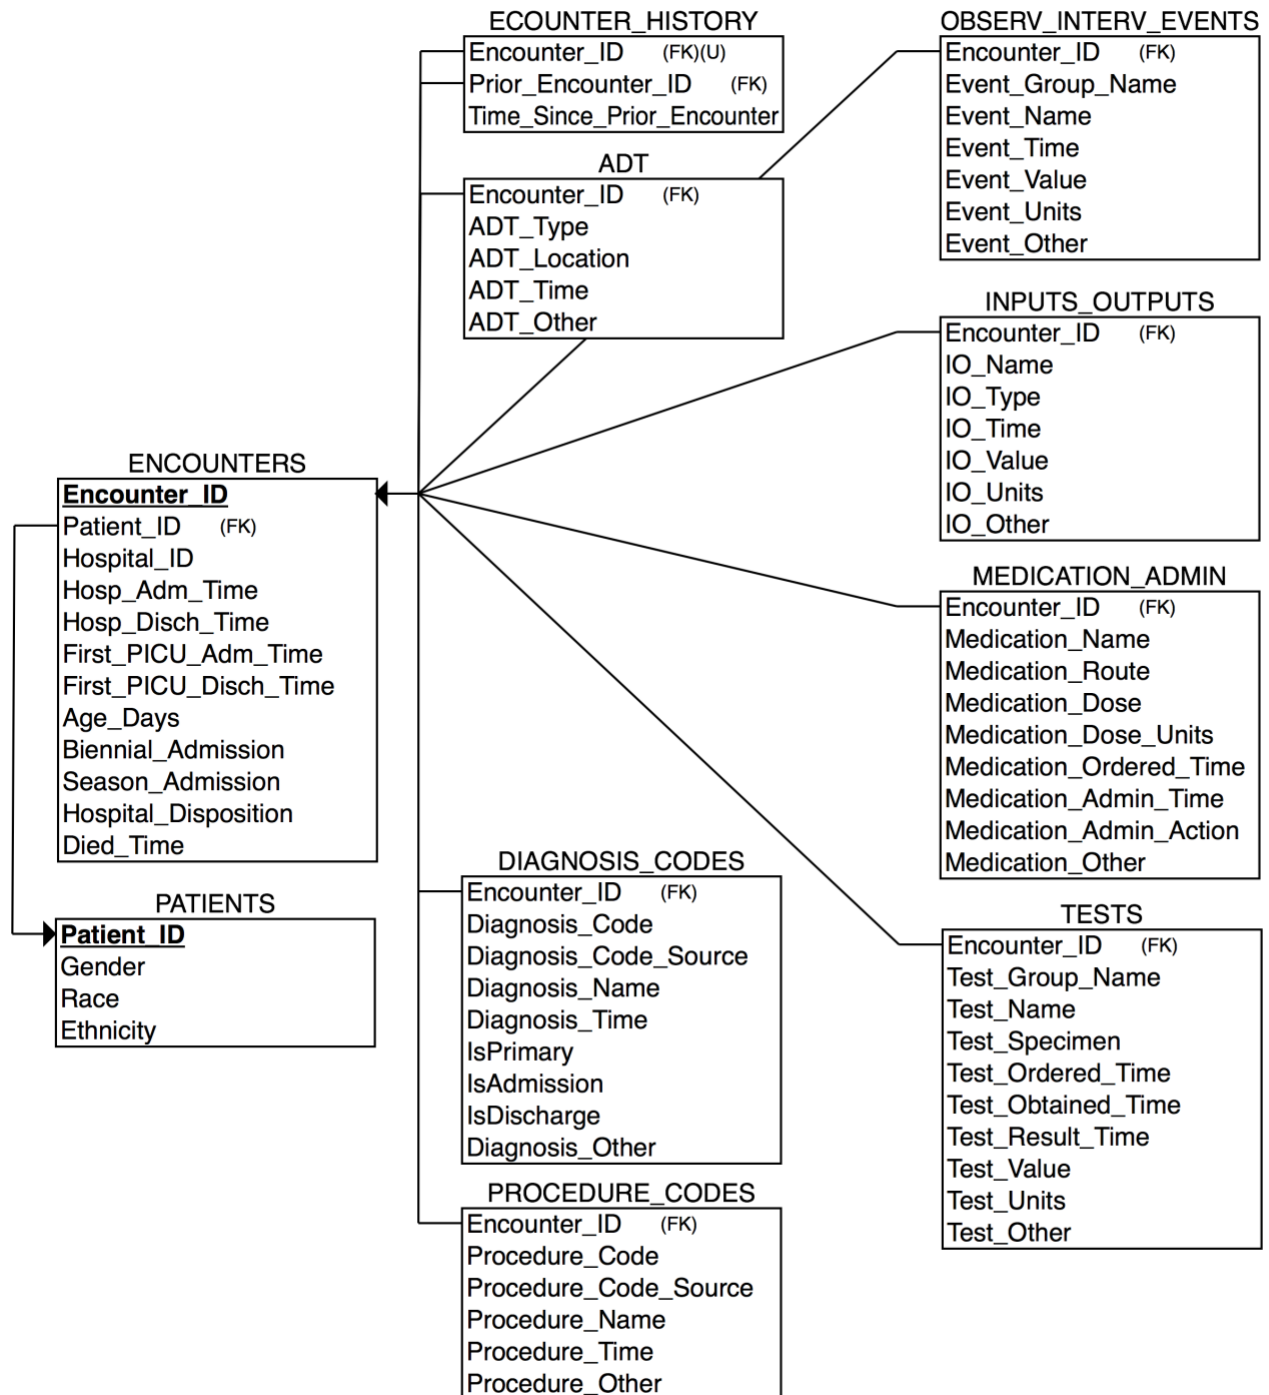 ECOUNTER_HISTORY
Encounter_ID (FK)(U)
Prior_Encounter_ID (FK)
Time_Since_Prior_Encounter
ADT
Encounter_ID (FK)
ADT_Type
ADT_Location
ADT_Time
ADT_Other
OBSERV_INTERV_EVENTS
Encounter_ID (FK)
Event_Group_Name
Event_Name
Event_Time
Event_Value
Event_Units
Event_Other
INPUTS_OUTPUTS
Encounter_ID (FK)
IO_Name
IO_Type
IO_Time
IO_Value
IO_Units
IO_Other
ENCOUNTERS
Encounter_ID
Patient_ID (FK)
Hospital_ID
Hosp_Adm_Time
Hosp_Disch_Time
First_PICU_Adm_Time
First_PICU_Disch_Time
Age_Days
Biennial_Admission
Season_Admission
Hospital_Disposition
Died_Time
MEDICATION_ADMIN
Encounter_ID (FK)
Medication_Name
Medication_Route
Medication_Dose
Medication_Dose_Units
Medication_Ordered_Time
Medication_Admin_Time
Medication_Admin_Action
Medication_Other
PATIENTS
Patient_ID
Gender
Race
Ethnicity
DIAGNOSIS_CODES
Encounter_ID (FK)
Diagnosis_Code
Diagnosis_Code_Source
Diagnosis_Name
Diagnosis_Time
IsPrimary
IsAdmission
IsDischarge
Diagnosis_Other
TESTS
Encounter_ID (FK)
Test_Group_Name
Test_Name
Test_Specimen
Test_Ordered_Time
Test_Obtained_Time
Test_Result_Time
Test_Value
Test_Units
Test_Other
PROCEDURE_CODES
Encounter_ID (FK)
Procedure_Code
Procedure_Code_Source
Procedure_Name
Procedure_Time
Procedure_Other